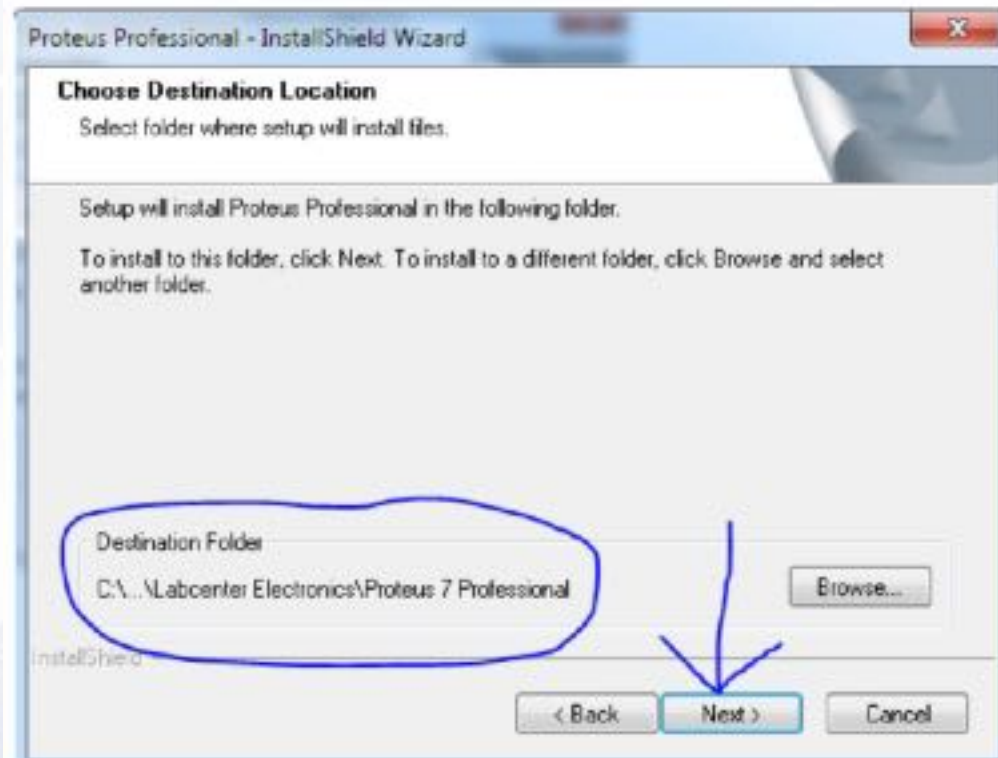 Proteus Professional - InstallShield Wizard
Choose Destination Location
Select folder where setup will install files.
Setup will install Proteus Professional in the following folder.
To install to this folder, click Next. To install to a different folder, click Browse and select
another folder.
Destination Folder
C:\...\Labcenter Electronics\Proteus 7 Professional
Browse...
InstallShield
< Back
Next >
Cancel